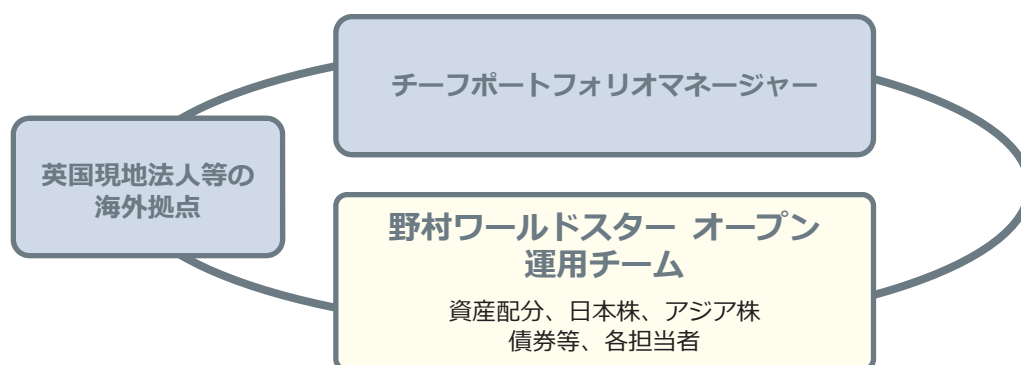 チーフポートフォリオマネージャー
英国現地法人等の
海外拠点
野村ワールドスター オープン
運用チーム
資産配分、日本株、アジア株
債券等、各担当者